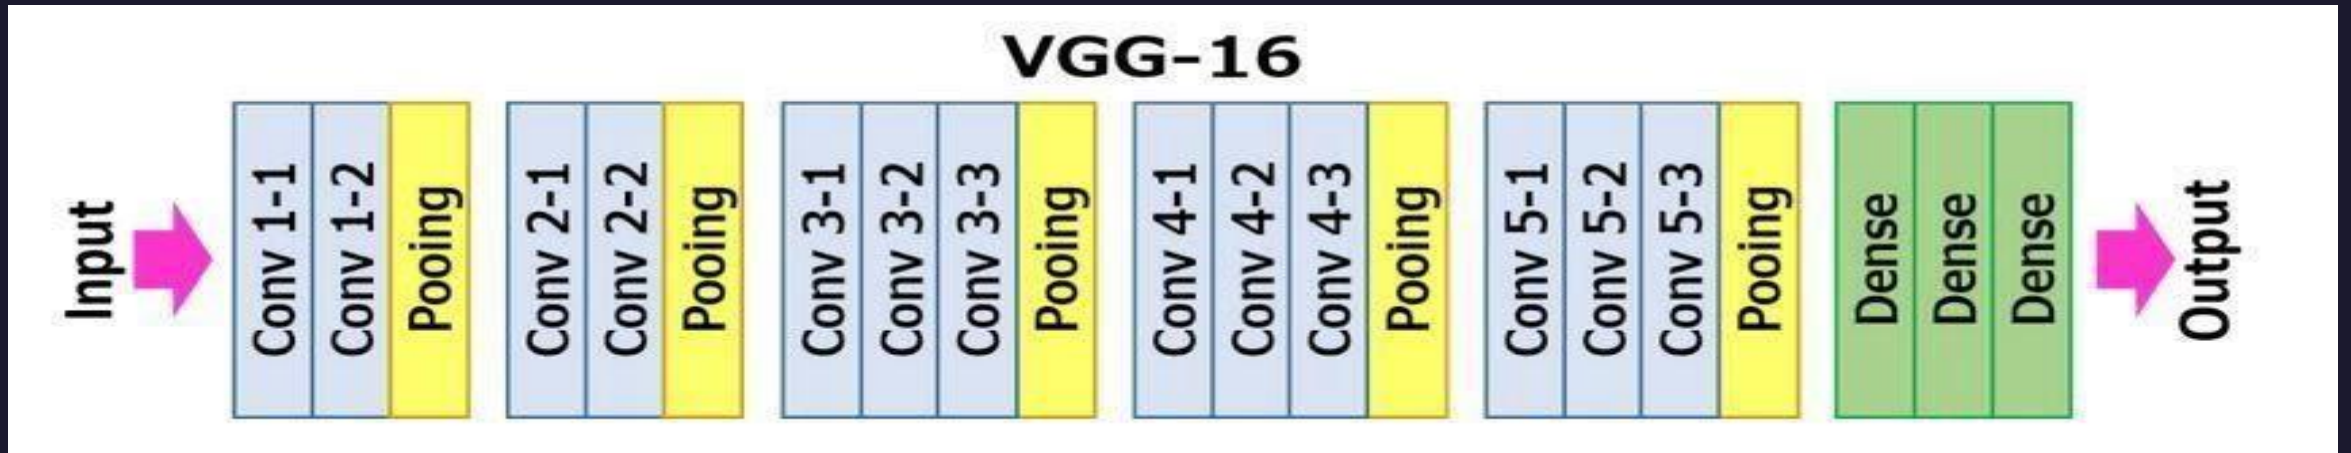 VGG-16
Input
Conv 1-1
Conv 1-2
Pooing
Conv 2-1
Conv 2-2
Pooing
Conv 3-1
Conv 3-2
Conv 3-3
Pooing
Conv 4-1
Conv 4-2
Conv 4-3
Pooing
Conv 5-1
Conv 5-2
Conv 5-3
Pooing
Dense
Dense
Dense
Output